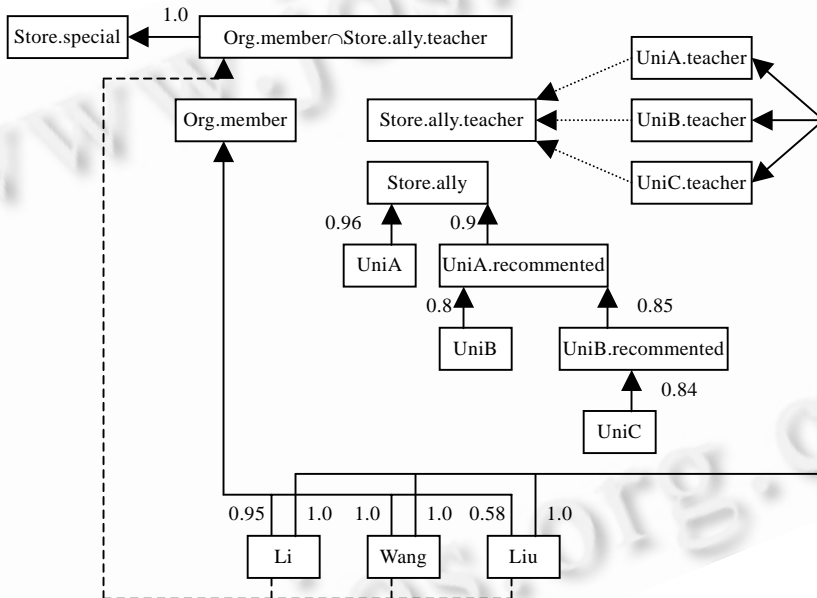 1.0
Store.special
Org.member∩Store.ally.teacher
UniA.teacher
Org.member
Store.ally.teacher
UniB.teacher
Store.ally
UniC.teacher
0.96
0.9
UniA
UniA.recommented
0.8
0.85
UniB
UniB.recommented
0.84
UniC
0.95
1.0
1.0
1.0
0.58
1.0
Li
Wang
Liu